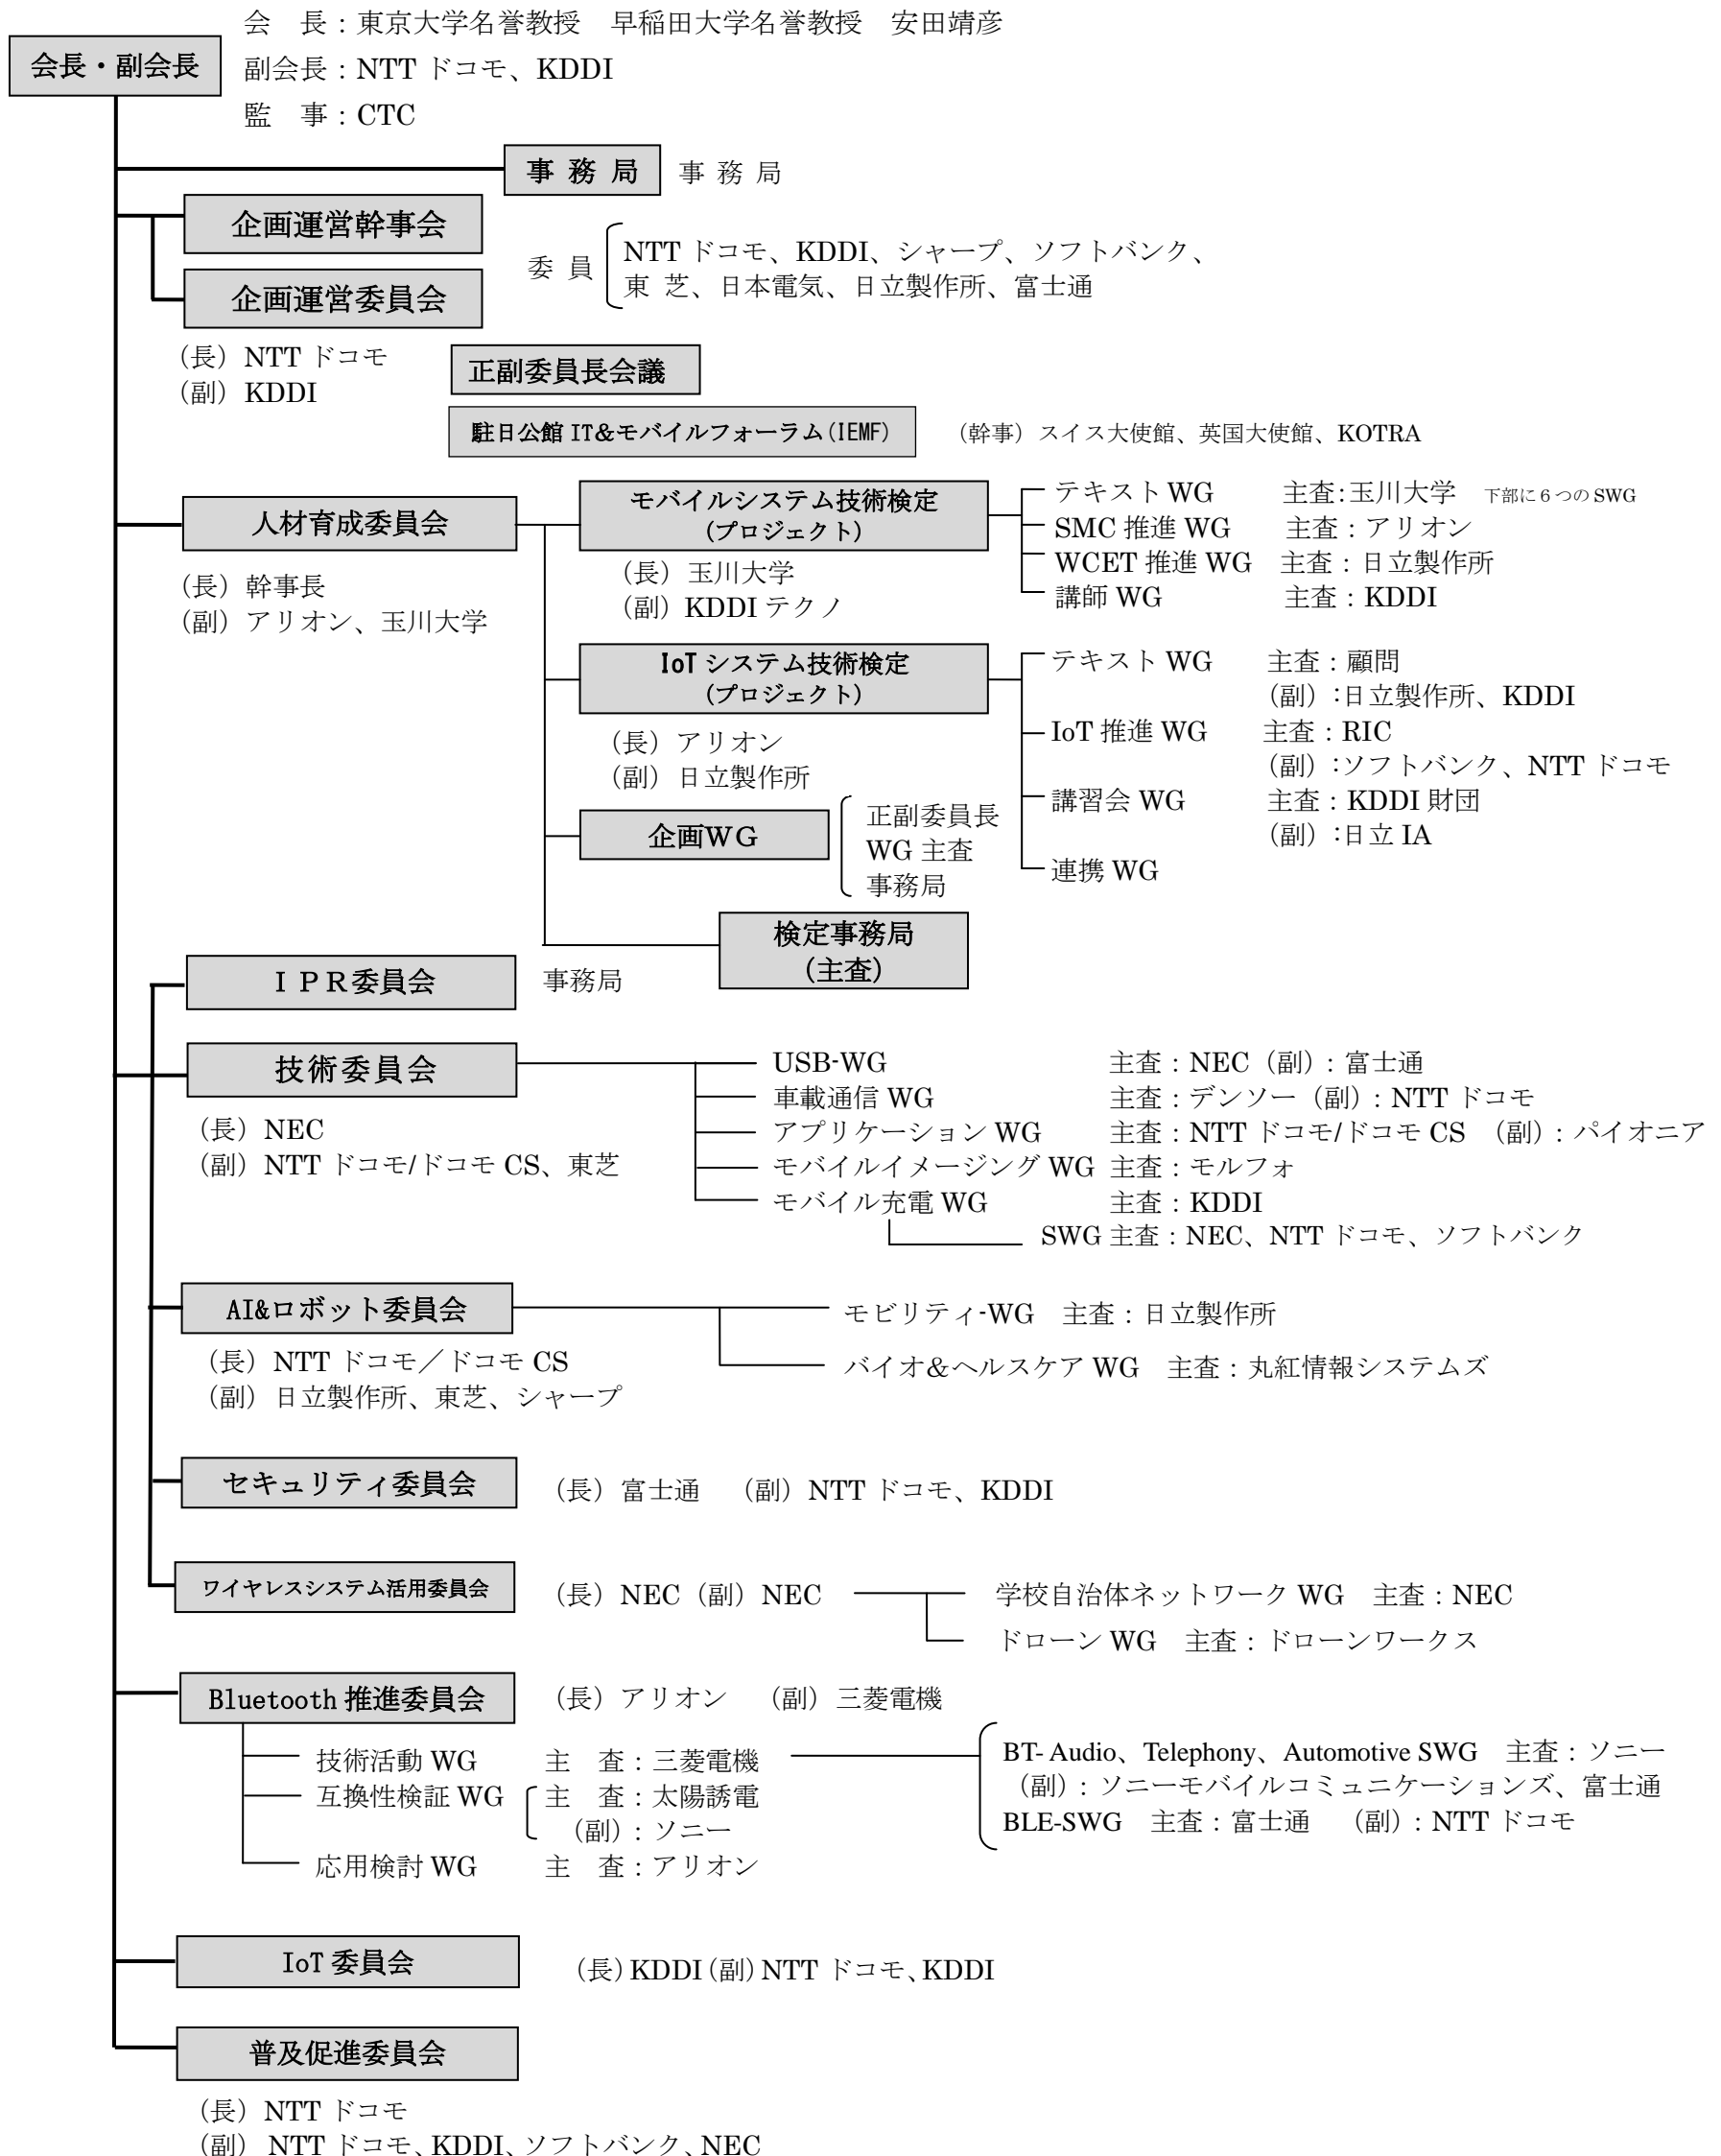 会　長：東京大学名誉教授　早稲田大学名誉教授　安田靖彦
会長・副会長
副会長：NTT ドコモ、KDDI
監　事：CTC
事 務 局　事 務 局
企画運営幹事会
企画運営委員会
委 員
NTT ドコモ、KDDI、シャープ、ソフトバンク、
東 芝、日本電気、日立製作所、富士通
（長）NTT ドコモ
（副）KDDI
正副委員長会議
駐日公館 IT&モバイルフォーラム(IEMF)　（幹事）スイス大使館、英国大使館、KOTRA
人材育成委員会
（長）幹事長
（副）アリオン、玉川大学
モバイルシステム技術検定
(プロジェクト)
（長）玉川大学
（副）KDDI テクノ
テキスト WG　主査：玉川大学　下部に６つの SWG
SMC 推進 WG　主査：アリオン
WCET 推進 WG　主査：日立製作所
講師 WG　主査：KDDI
IoT システム技術検定
(プロジェクト)
（長）アリオン
（副）日立製作所
テキスト WG　主査：顧問
（副）：日立製作所、KDDI
IoT 推進 WG　主査：RIC
（副）：ソフトバンク、NTT ドコモ
講習会 WG　主査：KDDI 財団
（副）：日立 IA
連携 WG
企画ＷＧ
正副委員長
WG 主査
事務局
検定事務局
(主査)
ＩＰＲ委員会　事務局
技術委員会
（長）NEC
（副）NTT ドコモ/ドコモ CS、東芝
USB-WG　主査：NEC（副）：富士通
車載通信 WG　主査：デンソー（副）：NTT ドコモ
アプリケーション WG　主査：NTT ドコモ/ドコモ CS　（副）：パイオニア
モバイルイメージング WG　主査：モルフォ
モバイル充電 WG　主査：KDDI
SWG 主査：NEC、NTT ドコモ、ソフトバンク
AI&ロボット委員会
（長）NTT ドコモ／ドコモ CS
（副）日立製作所、東芝、シャープ
モビリティ-WG　主査：日立製作所
バイオ＆ヘルスケア WG　主査：丸紅情報システムズ
セキュリティ委員会　（長）富士通　（副）NTT ドコモ、KDDI
ワイヤレスシステム活用委員会　（長）NEC（副）NEC
学校自治体ネットワーク WG　主査：NEC
ドローン WG　主査：ドローンワークス
Bluetooth 推進委員会　（長）アリオン　（副）三菱電機
技術活動 WG　主　査：三菱電機
互換性検証 WG　主　査：太陽誘電
（副）：ソニー
応用検討 WG　主　査：アリオン
BT- Audio、Telephony、Automotive SWG　主査：ソニー
（副）：ソニーモバイルコミュニケーションズ、富士通
BLE-SWG　主査：富士通　（副）：NTT ドコモ
IoT 委員会　（長）KDDI（副）NTT ドコモ、KDDI
普及促進委員会
（長）NTT ドコモ
（副） NTT ドコモ、KDDI、ソフトバンク、NEC